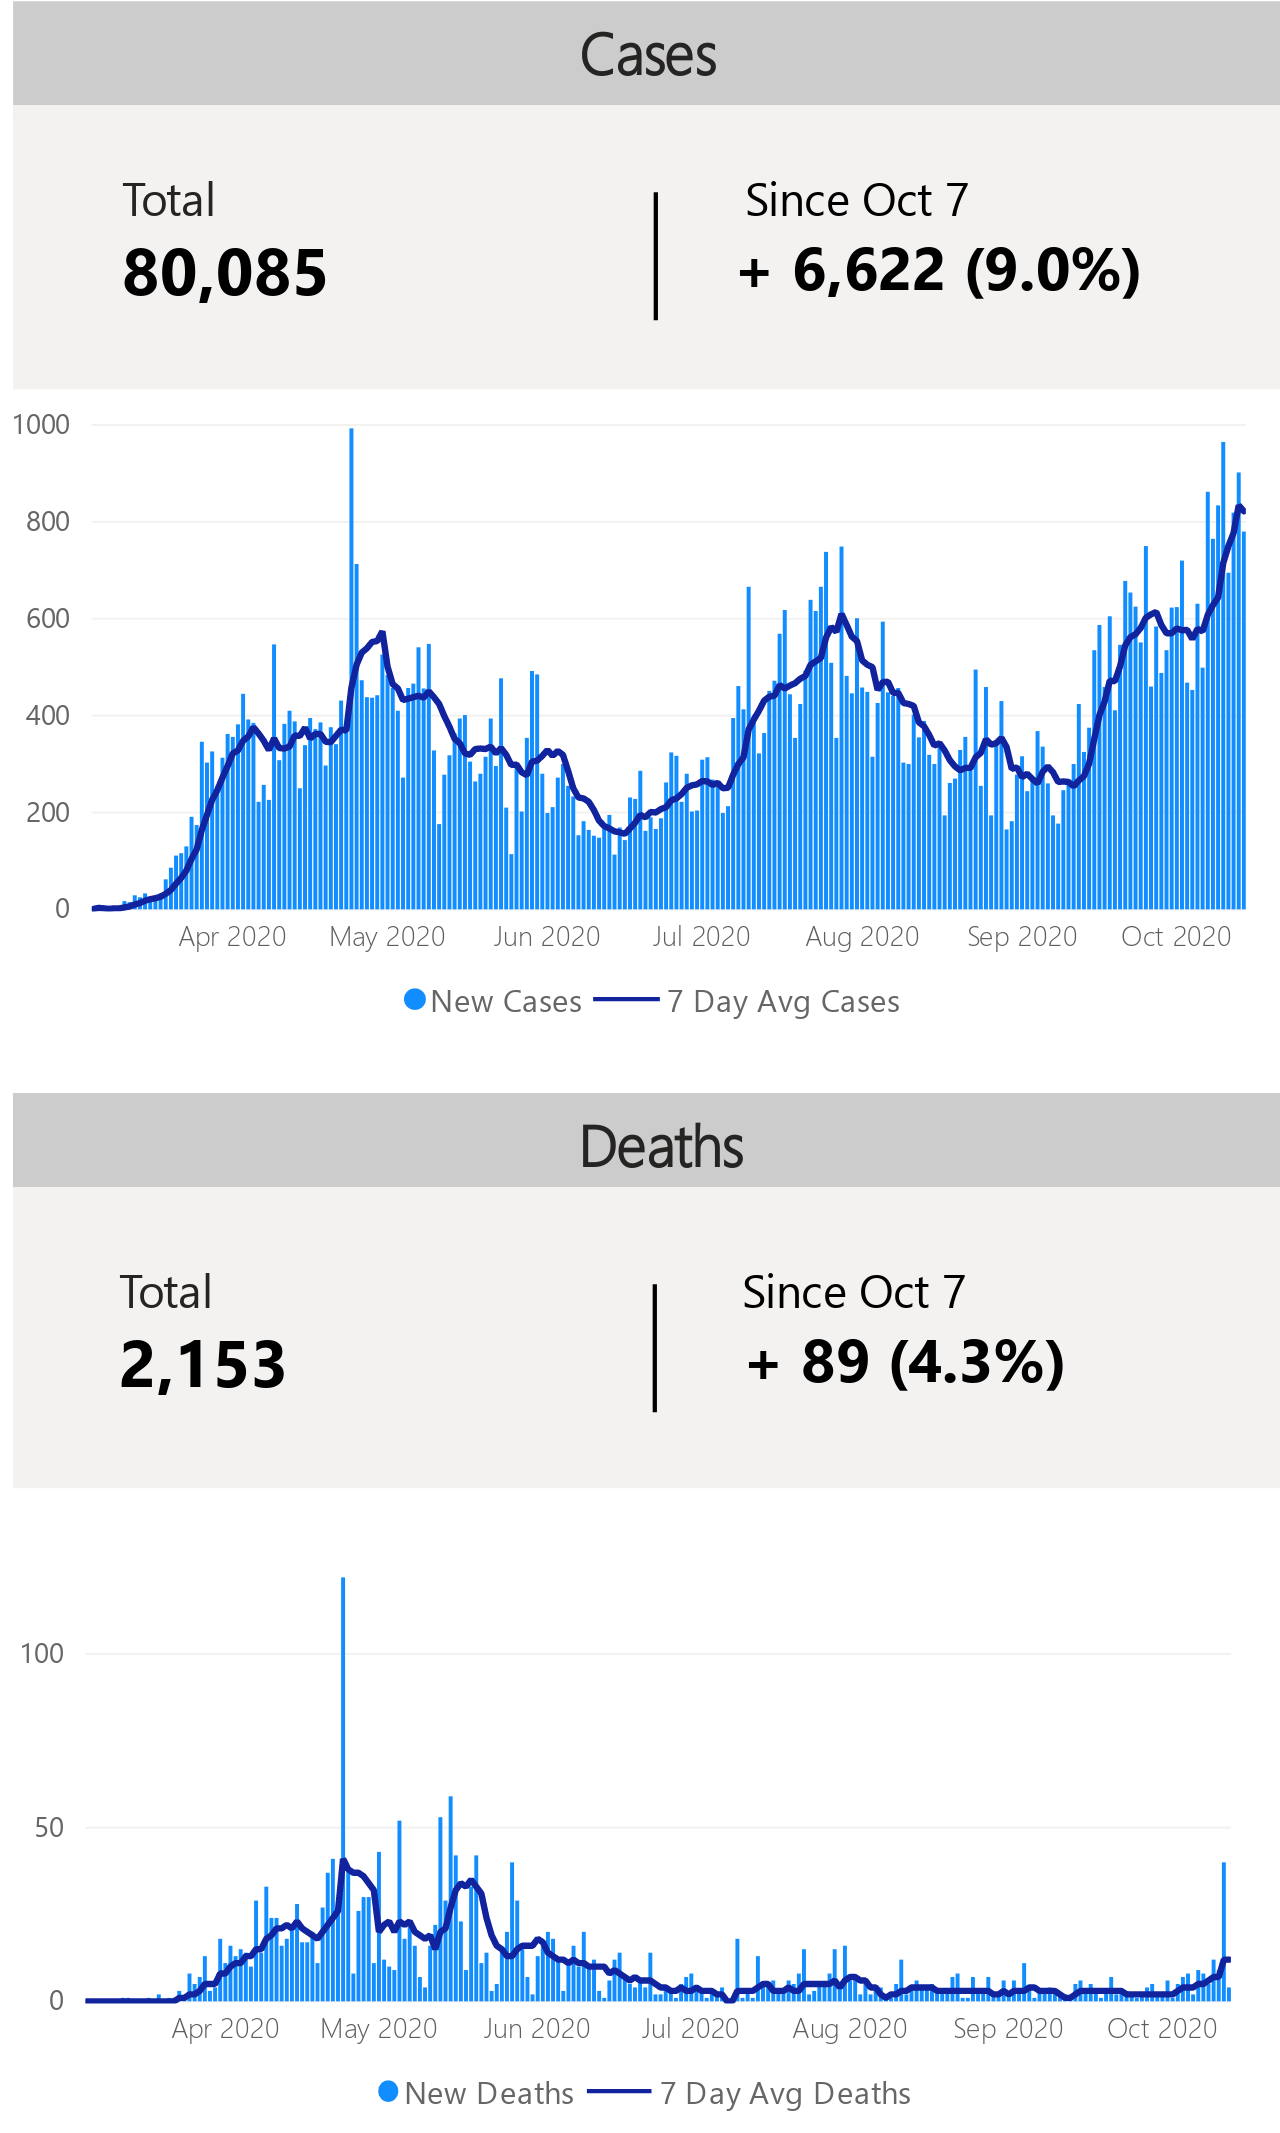 Cases
Total
Since Oct 7
80,085
+ 6,622 (9.0%)
1000
800
600
400
200
0
Apr 2020 May 2020 Jun 2020 Jul 2020 Aug 2020 Sep 2020 Oct 2020
New Cases 7 Day Avg Cases
Deaths
Total
Since Oct 7
2,153
+ 89 (4.3%)
100
50
0
Apr 2020 May 2020 Jun 2020 Jul 2020 Aug 2020 Sep 2020 Oct 2020
New Deaths 7 Day Avg Deaths